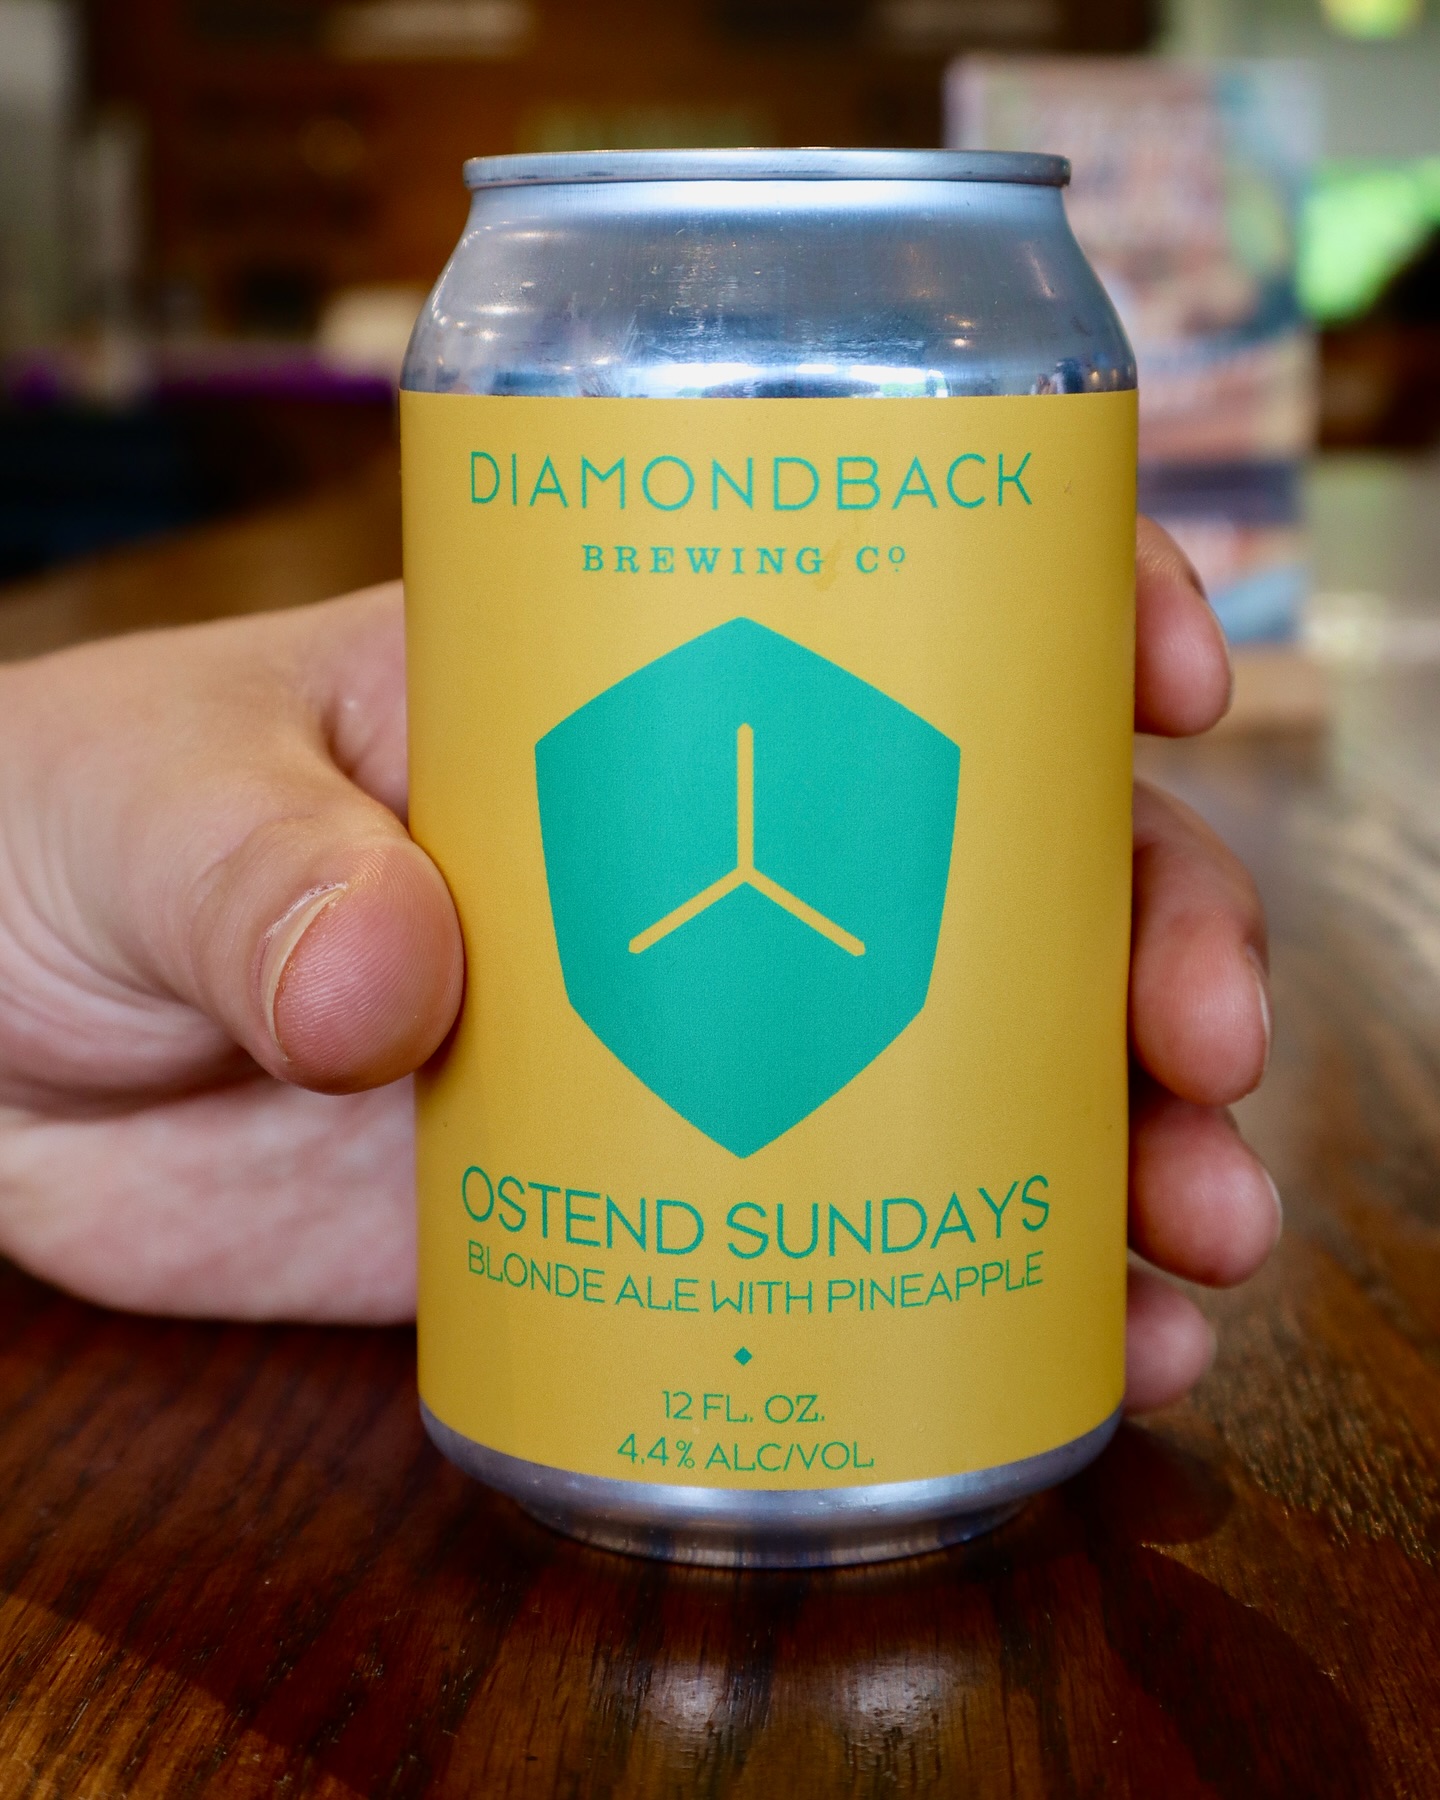 DIAMONDBACK
BREWING Cº
OSTEND SUNDAYS
BLONDE ALE WITH PINEAPPLE
12 FL. OZ.
4.4% ALC/VOL